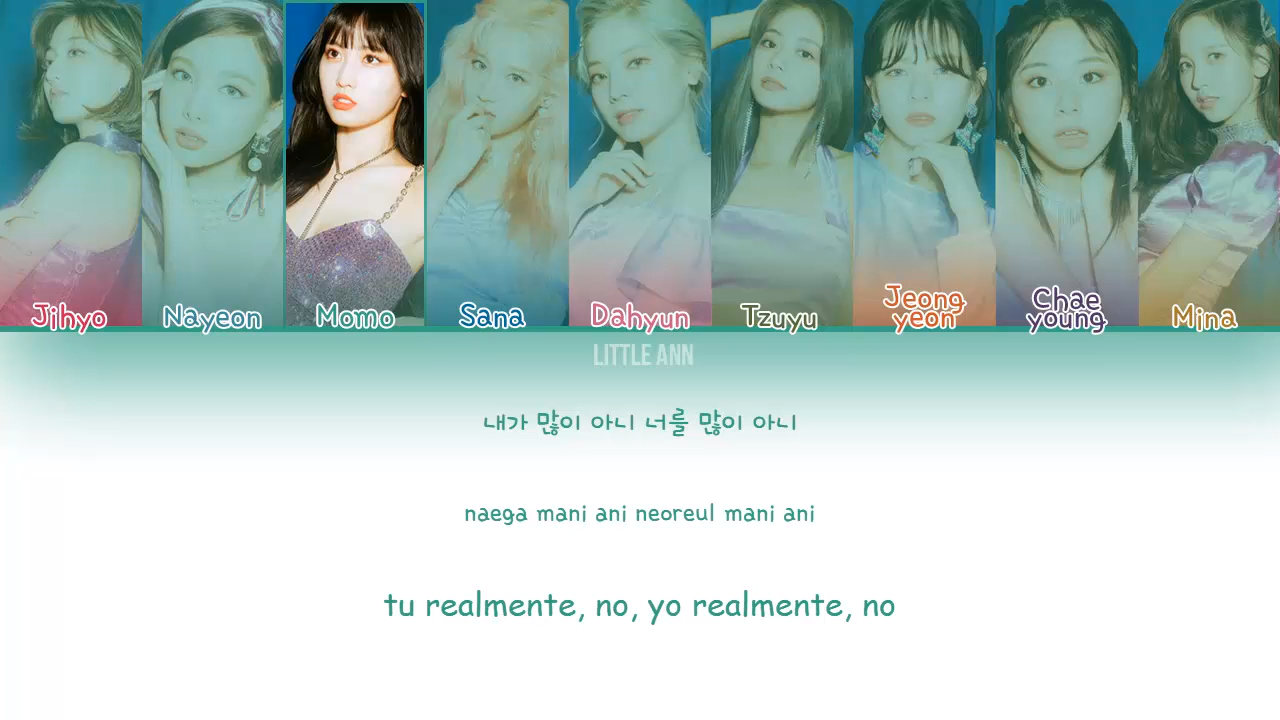 Jihyo
Nayeon
Momo
Sana
Dahyun
Tzuyu
Jeong
yeon
Chae
young
Mina
LITTLE ANN
내가 많이 아니 너를 많이 아니
naega mani ani neoreul mani ani
tu realmente, no, yo realmente, no